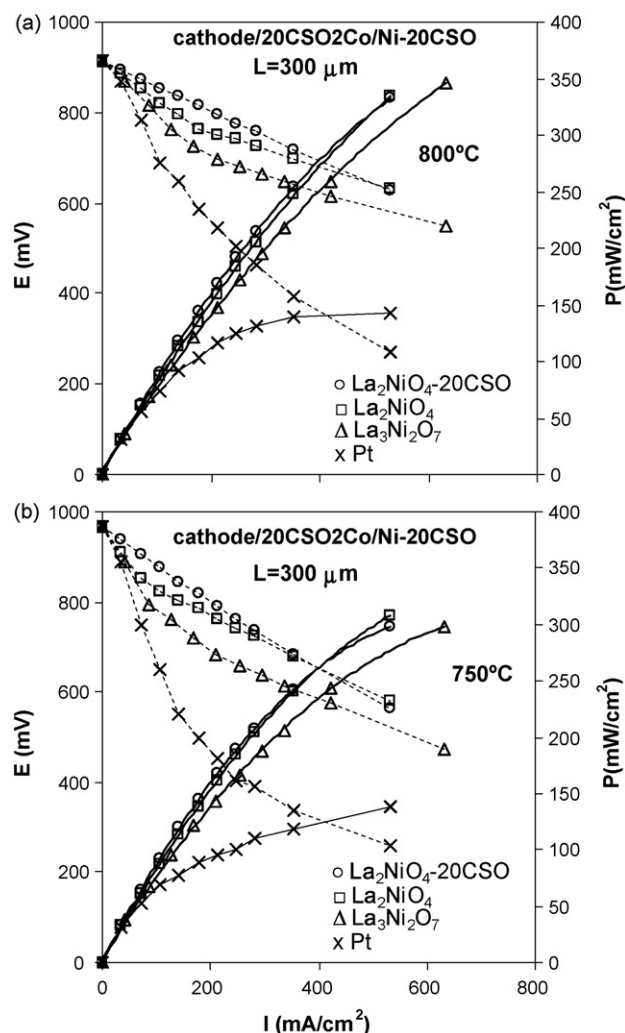 (a)
cathode/20CSO2Co/Ni-20CSO
L=300 μm
800ºC
1000
800
600
400
200
0
E (mV)
400
350
300
250
200
150
100
50
0
P(mW/cm²)
○ La₂NiO₄-20CSO
□ La₂NiO₄
△ La₃Ni₂O₇
x Pt
(b)
cathode/20CSO2Co/Ni-20CSO
L=300 μm
750ºC
1000
800
600
400
200
0
E (mV)
400
350
300
250
200
150
100
50
0
P(mW/cm²)
○ La₂NiO₄-20CSO
□ La₂NiO₄
△ La₃Ni₂O₇
x Pt
0 200 400 600 800
I (mA/cm²)